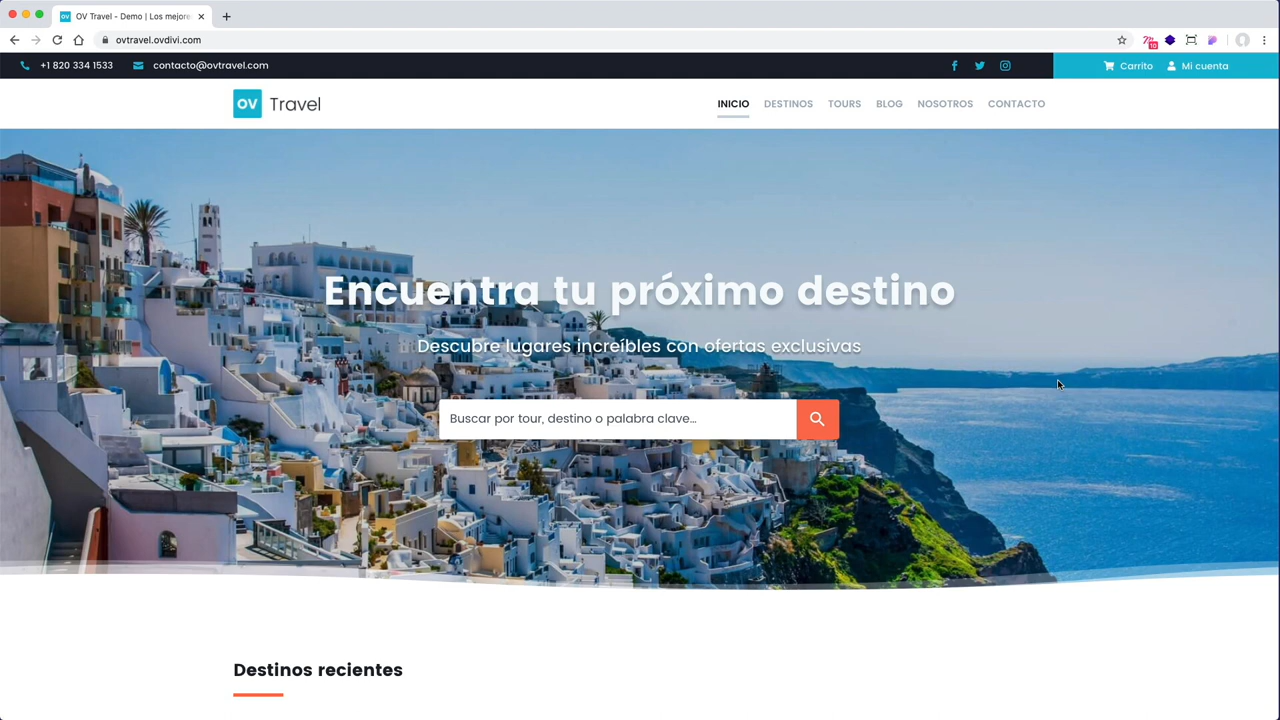 OV Travel - Demo | Los mejore
ovtravel.ovdivi.com
10
+1 820 334 1533 contacto@ovtravel.com Carrito Mi cuenta
OV Travel INICIO DESTINOS TOURS BLOG NOSOTROS CONTACTO
Encuentra tu próximo destino
Descubre lugares increíbles con ofertas exclusivas
Buscar por tour, destino o palabra clave...
Destinos recientes